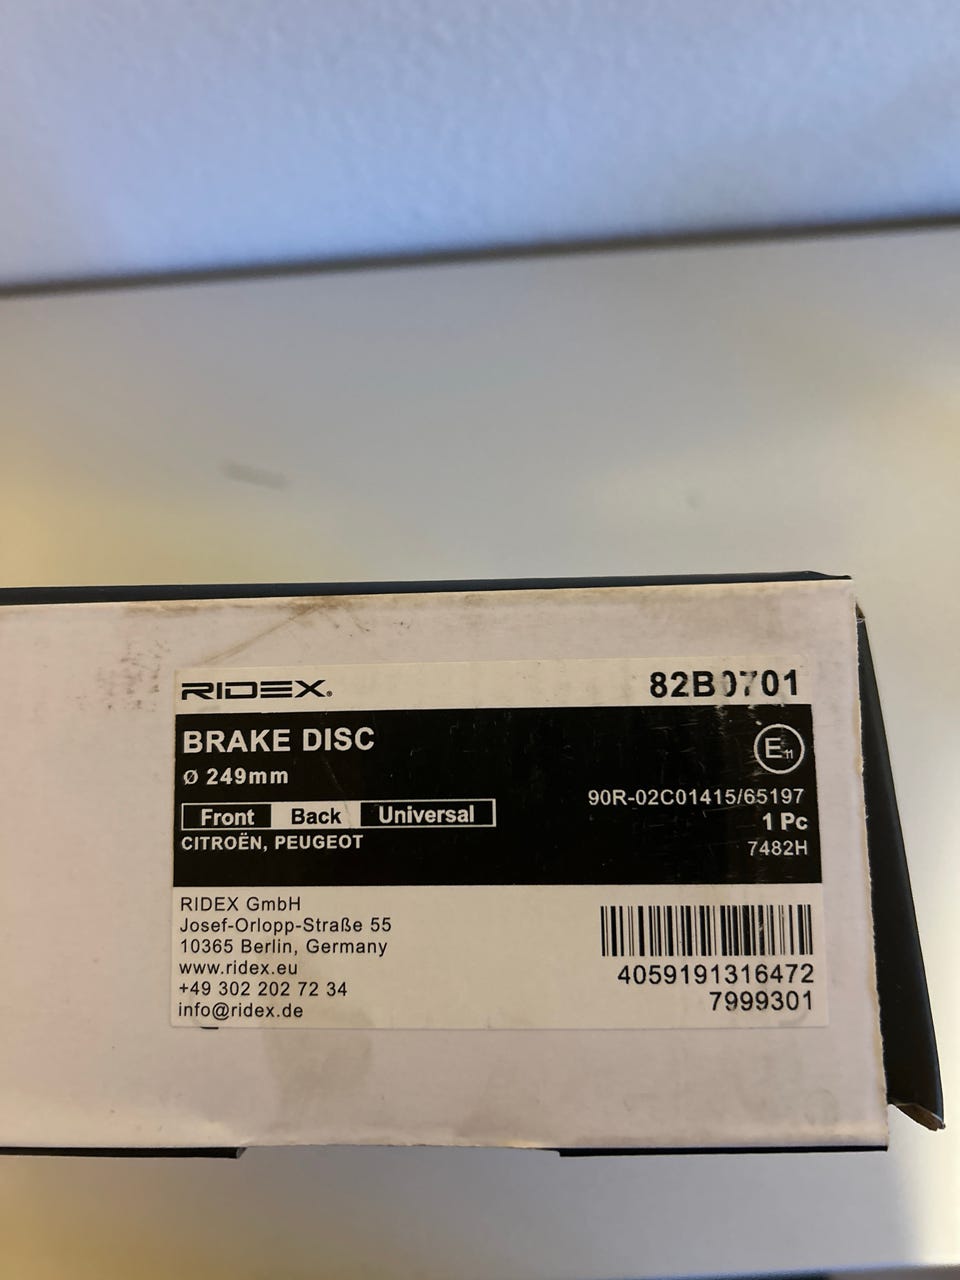 RIDEX®
82B0701
BRAKE DISC
E11
Ø 249mm
90R-02C01415/65197
Front Back Universal
1 Pc
CITROËN, PEUGEOT
7482H
RIDEX GmbH
Josef-Orlopp-Straße 55
10365 Berlin, Germany
www.ridex.eu
+49 302 202 72 34
info@ridex.de
4059191316472
7999301